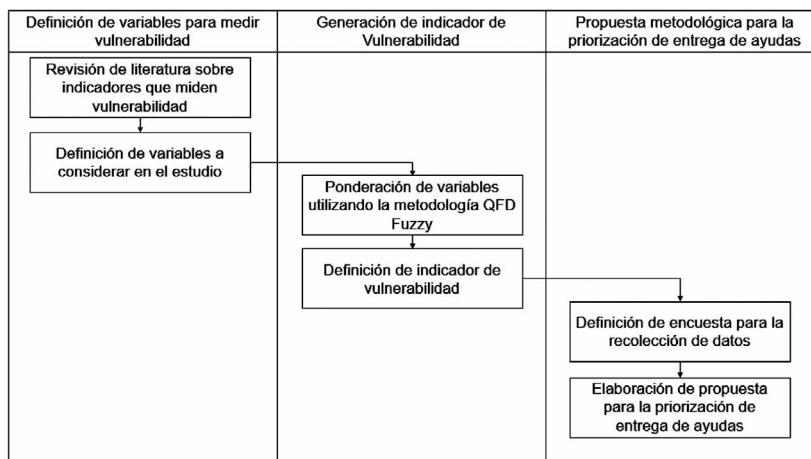 Definición de variables para medir
vulnerabilidad
Generación de indicador de
Vulnerabilidad
Propuesta metodológica para la
priorización de entrega de ayudas
Revisión de literatura sobre
indicadores que miden
vulnerabilidad
Definición de variables a
considerar en el estudio
Ponderación de variables
utilizando la metodología QFD
Fuzzy
Definición de indicador de
vulnerabilidad
Definición de encuesta para la
recolección de datos
Elaboración de propuesta
para la priorización de
entrega de ayudas